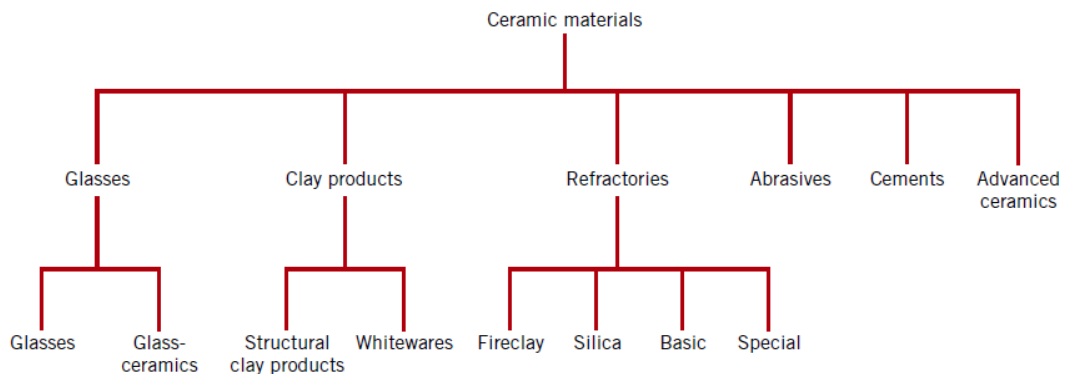 Ceramic materials
Glasses
Clay products
Refractories
Abrasives
Cements
Advanced
ceramics
Glasses
Glass-
ceramics
Structural
clay products
Whitewares
Fireclay
Silica
Basic
Special